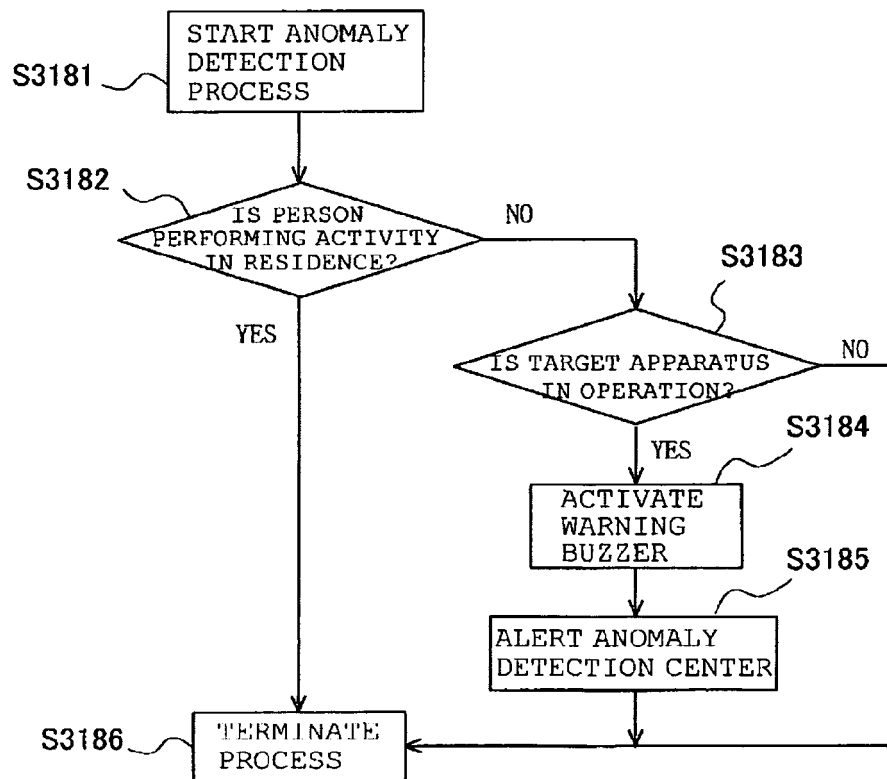 START ANOMALY
DETECTION
PROCESS
S3181
S3182
IS PERSON
PERFORMING ACTIVITY
IN RESIDENCE?
NO
YES
S3183
IS TARGET APPARATUS
IN OPERATION?
NO
YES
S3184
ACTIVATE
WARNING
BUZZER
S3185
ALERT ANOMALY
DETECTION CENTER
S3186
TERMINATE
PROCESS